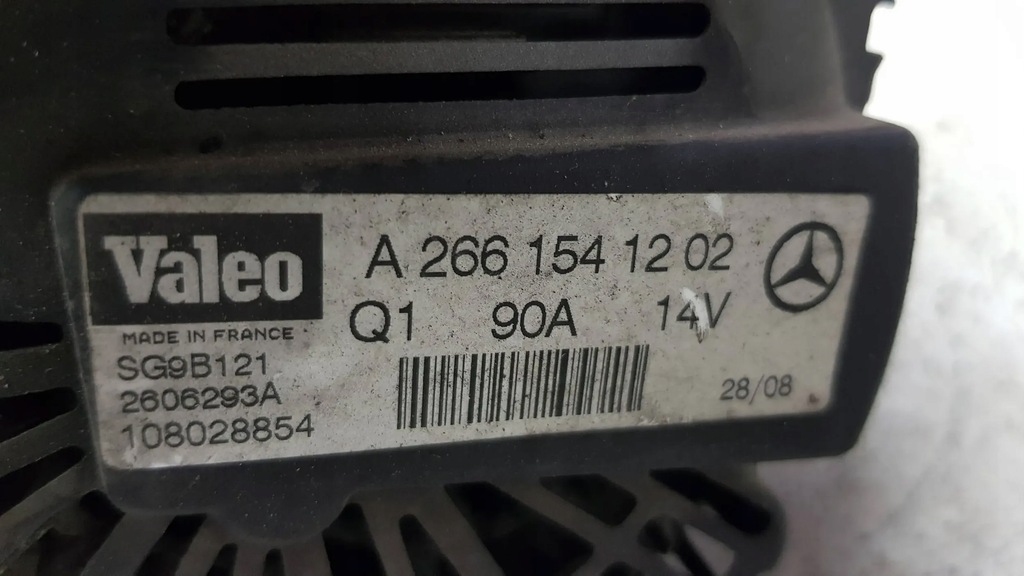 Valeo
A 266 154 12 02
Q1 90A 14V
MADE IN FRANCE
SG9B121
2606293A
108028854
28/08